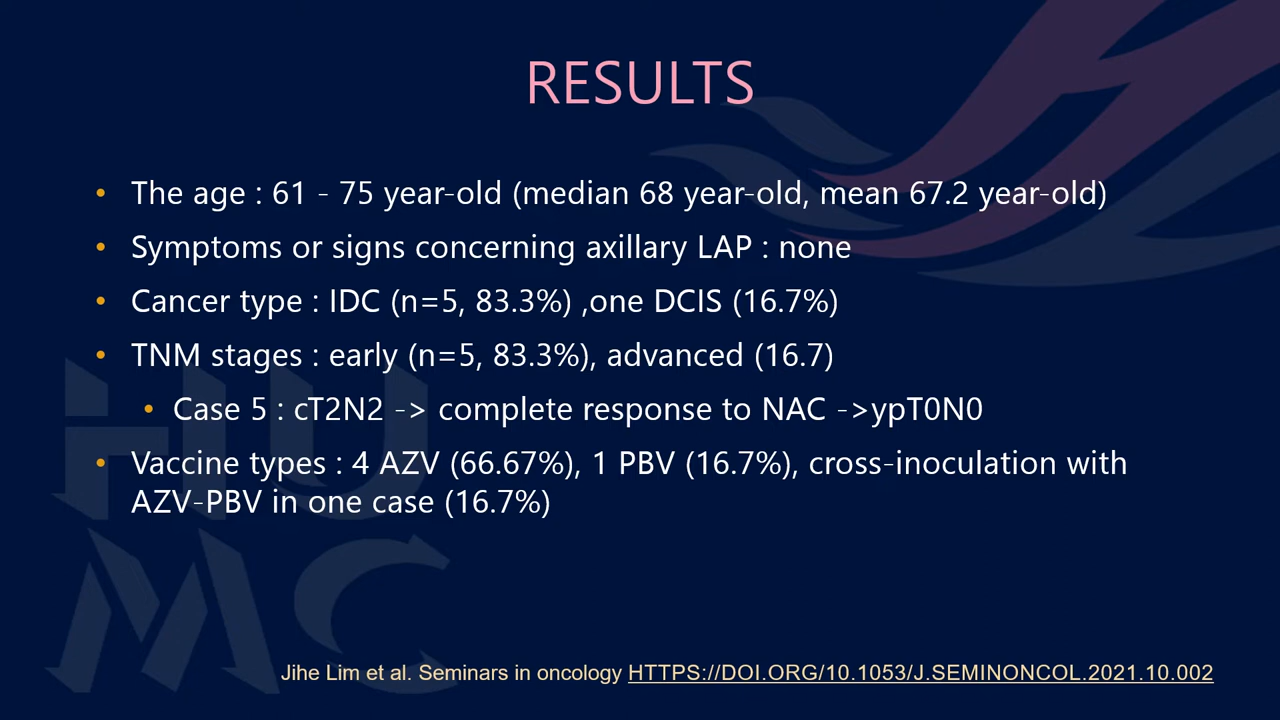 RESULTS
• The age : 61 - 75 year-old (median 68 year-old, mean 67.2 year-old)
• Symptoms or signs concerning axillary LAP : none
• Cancer type : IDC (n=5, 83.3%) ,one DCIS (16.7%)
• TNM stages : early (n=5, 83.3%), advanced (16.7)
• Case 5 : cT2N2 -> complete response to NAC ->ypT0N0
• Vaccine types : 4 AZV (66.67%), 1 PBV (16.7%), cross-inoculation with
AZV-PBV in one case (16.7%)
HU
MC
Jihe Lim et al. Seminars in oncology HTTPS://DOI.ORG/10.1053/J.SEMINONCOL.2021.10.002